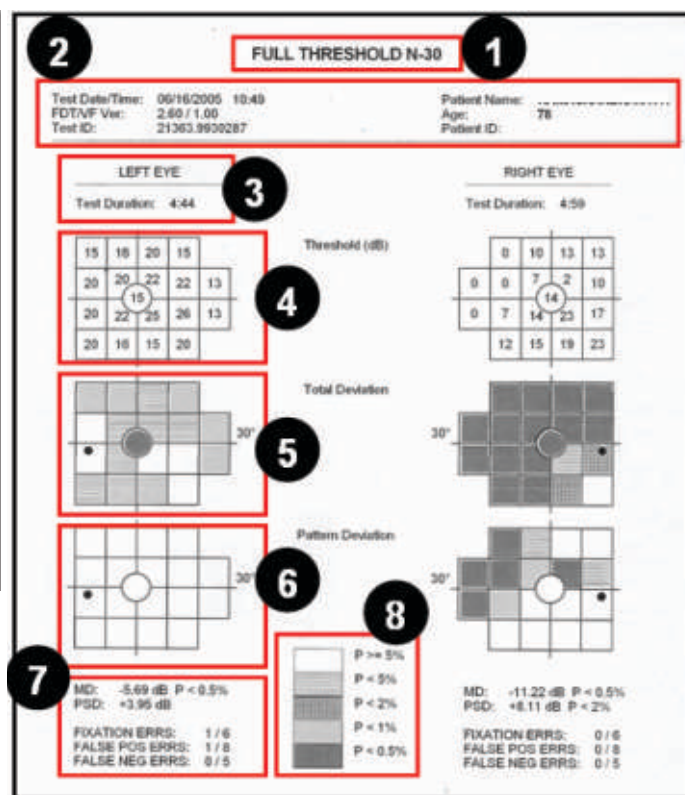 2
1
FULL THRESHOLD N-30
Test Date/Time: 06/16/2005 10:49
FDT/VF Ver: 2.60 / 1.00
Test ID: 21363.9930287
Patient Name:
Age: 78
Patient ID:
LEFT EYE
Test Duration: 4:44
3
RIGHT EYE
Test Duration: 4:59
Threshold (dB)
15 16 20 15
20 20 22 22 13
15
20 22 25 26 13
20 16 15 20
4
0 10 13 13
0 0 7 2 10
14
0 7 14 23 17
12 15 19 23
Total Deviation
30°
5
30°
Pattern Deviation
30°
6
30°
8
P >= 5%
P < 5%
P < 2%
P < 1%
P < 0.5%
7
MD: -5.69 dB P < 0.5%
PSD: +3.95 dB
FIXATION ERRS: 1 / 6
FALSE POS ERRS: 1 / 8
FALSE NEG ERRS: 0 / 5
MD: -11.22 dB P < 0.5%
PSD: +8.11 dB P < 2%
FIXATION ERRS: 0 / 6
FALSE POS ERRS: 0 / 8
FALSE NEG ERRS: 0 / 5